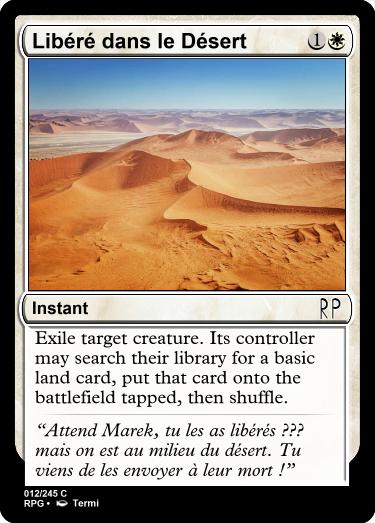 Libéré dans le Désert 1
Instant RP
Exile target creature. Its controller
may search their library for a basic
land card, put that card onto the
battlefield tapped, then shuffle.
“Attend Marek, tu les as libérés ???
mais on est au milieu du désert. Tu
viens de les envoyer à leur mort !”
012/245 C
RPG • Termi